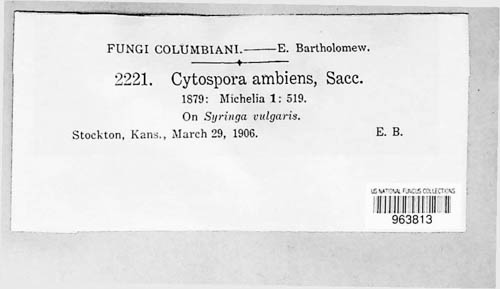 FUNGI COLUMBIANI.——E. Bartholomew.
2221. Cytospora ambiens, Sacc.
1879: Michelia 1: 519.
On Syringa vulgaris.
Stockton, Kans., March 29, 1906. E. B.
US NATIONAL FUNGUS COLLECTIONS
963813